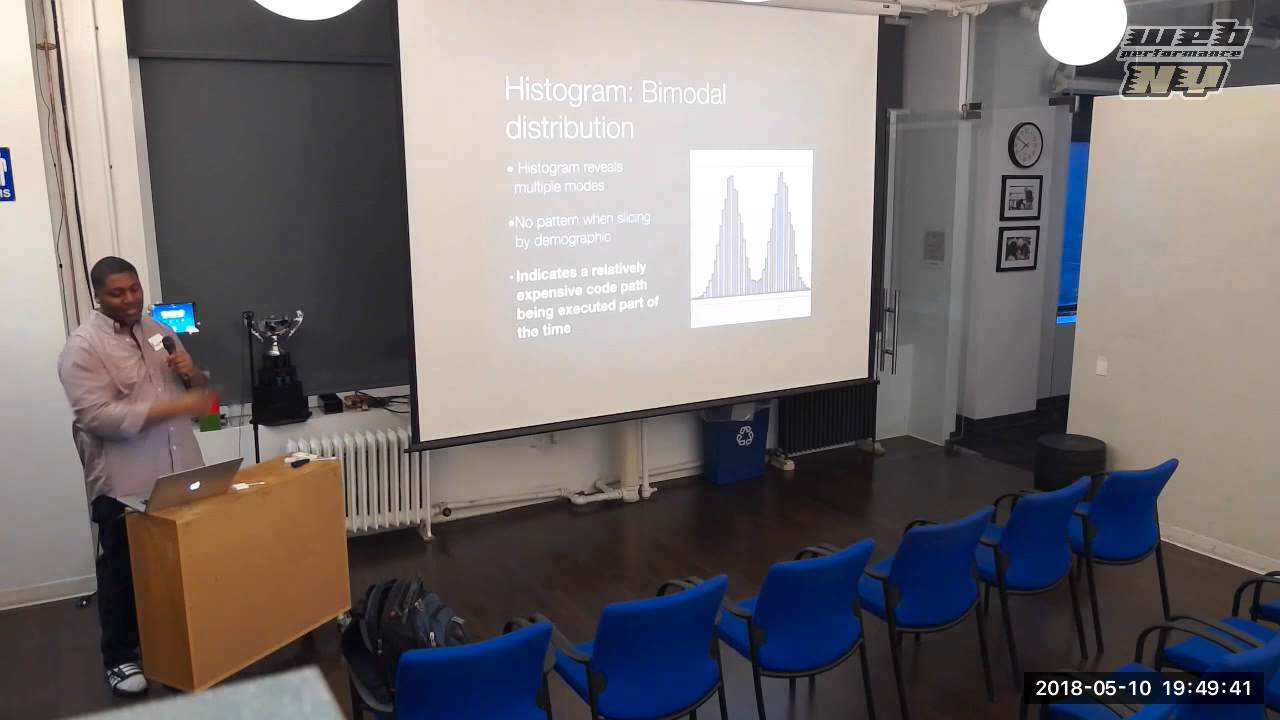 web
performance
NY
Histogram: Bimodal
distribution
• Histogram reveals
multiple modes
•No pattern when slicing
by demographic
• Indicates a relatively
expensive code path
being executed part of
the time
2018-05-10 19:49:41